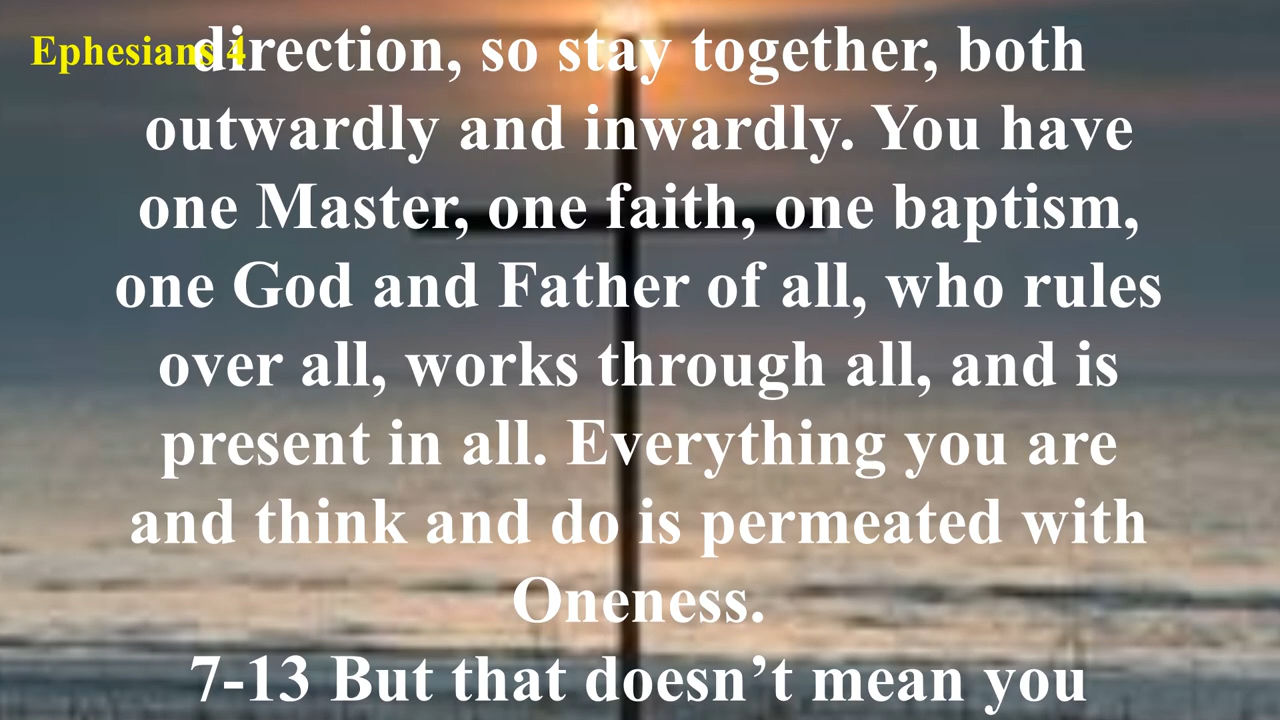 Ephesians 4
direction, so stay together, both
outwardly and inwardly. You have
one Master, one faith, one baptism,
one God and Father of all, who rules
over all, works through all, and is
present in all. Everything you are
and think and do is permeated with
Oneness.
7-13 But that doesn’t mean you